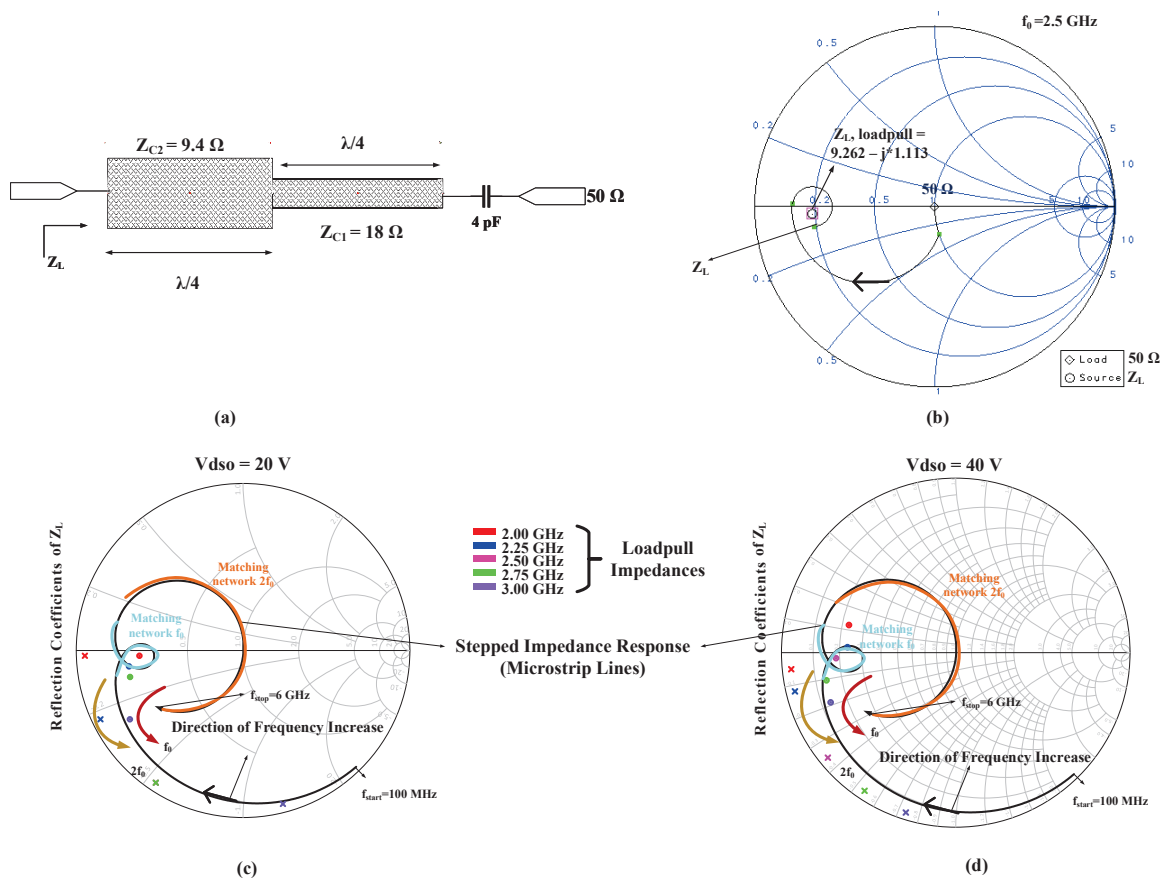 Z_C2 = 9.4 Ω
λ/4
Z_C1 = 18 Ω
4 pF
50 Ω
Z_L
λ/4
(a)
f_0 =2.5 GHz
1
0.5
0.2
5
10
Z_L, loadpull =
9.262 – j*1.113
50 Ω
0.2
0.5
1
5
10
10
5
Z_L
0.2
0.5
1
Load 50 Ω
Source Z_L
(b)
Vdso = 20 V
Reflection Coefficients of Z_L
Matching
network 2f_0
Matching
network f_0
f_stop=6 GHz
Direction of Frequency Increase
f_0
2f_0
f_start=100 MHz
(c)
2.00 GHz
2.25 GHz
2.50 GHz
2.75 GHz
3.00 GHz
Loadpull
Impedances
Stepped Impedance Response
(Microstrip Lines)
Vdso = 40 V
Reflection Coefficients of Z_L
Matching
network 2f_0
Matching
network f_0
f_stop=6 GHz
f_0
Direction of Frequency Increase
2f_0
f_start=100 MHz
(d)